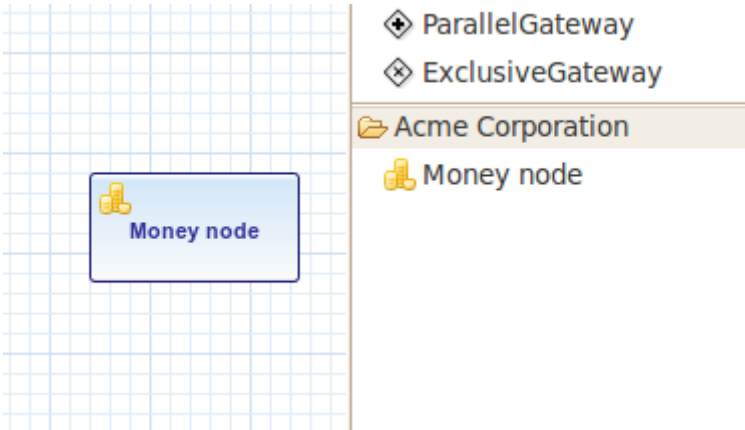 ParallelGateway
ExclusiveGateway
Acme Corporation
Money node
Money node